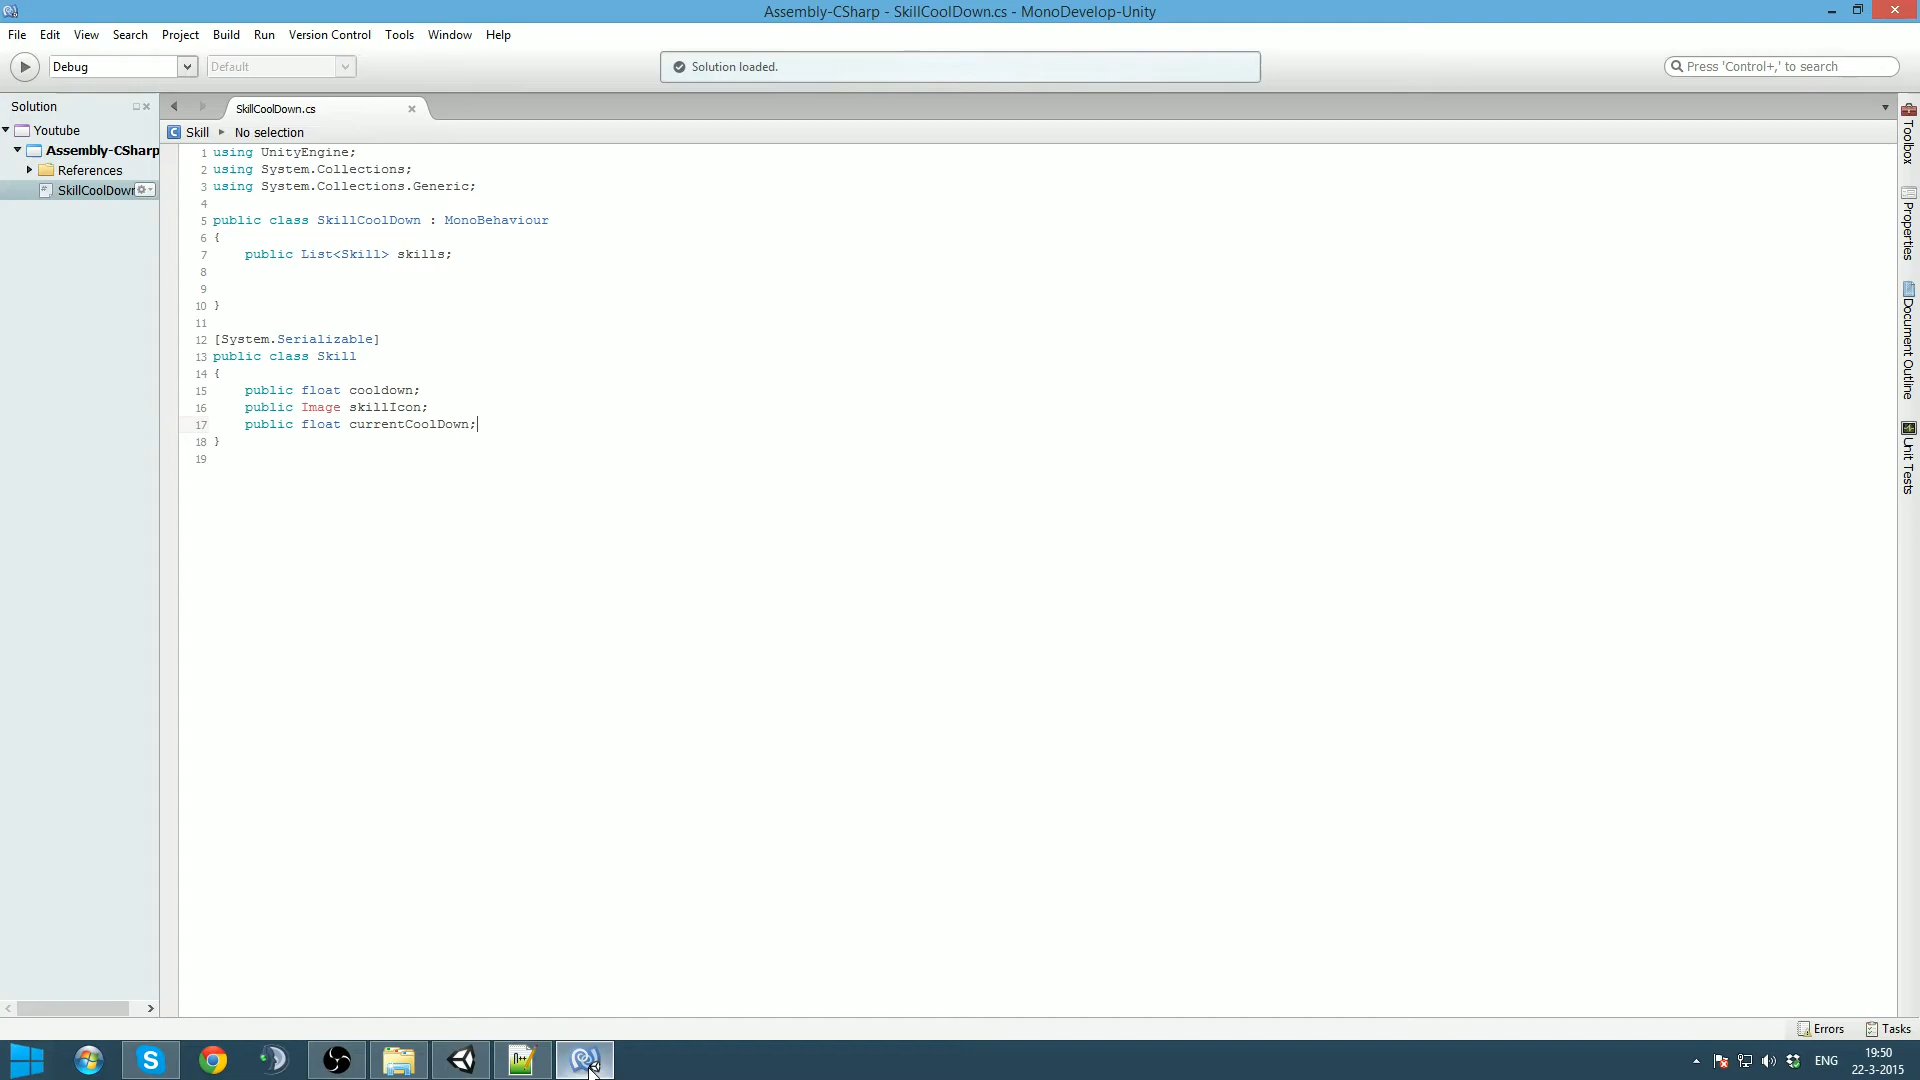 Assembly-CSharp - SkillCoolDown.cs - MonoDevelop-Unity
File Edit View Search Project Build Run Version Control Tools Window Help
Debug Default Solution loaded. Press 'Control+,' to search
Solution SkillCoolDown.cs
Youtube Skill No selection
Assembly-CSharp
References
SkillCoolDown
1 using UnityEngine;
2 using System.Collections;
3 using System.Collections.Generic;
4
5 public class SkillCoolDown : MonoBehaviour
6 {
7 public List<Skill> skills;
8
9
10 }
11
12 [System.Serializable]
13 public class Skill
14 {
15 public float cooldown;
16 public Image skillIcon;
17 public float currentCoolDown;
18 }
19
Toolbox
Properties
Document Outline
Unit Tests
Errors Tasks
ENG 19:50
22-3-2015